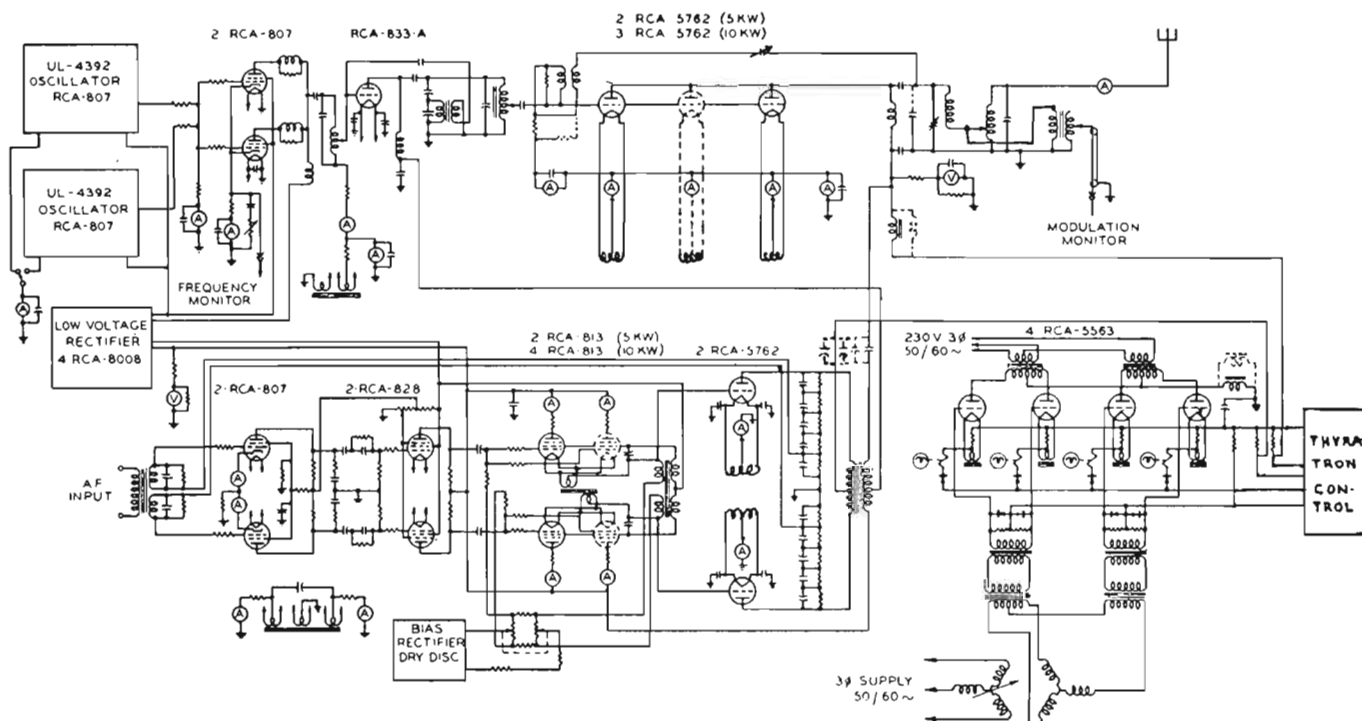 2 RCA-807
RCA-833-A
2 RCA 5762 (5KW)
3 RCA 5762 (10KW)
UL-4392
OSCILLATOR
RCA-807
UL-4392
OSCILLATOR
RCA-807
A
A
A
A
A
A
A
A
A
A
A
V
FREQUENCY
MONITOR
MODULATION
MONITOR
LOW VOLTAGE
RECTIFIER
4 RCA-8008
V
2 RCA-813 (5 KW)
4 RCA-813 (10KW)
2 RCA-5762
230V 3Ø
50/60~
4 RCA-5563
2-RCA-807
2-RCA-828
A.F
INPUT
A
A
A
A
A
A
A
A
A
A
THYRA
TRON
CON-
TROL
BIAS
RECTIFIER
DRY DISC
3Ø SUPPLY
50/60~